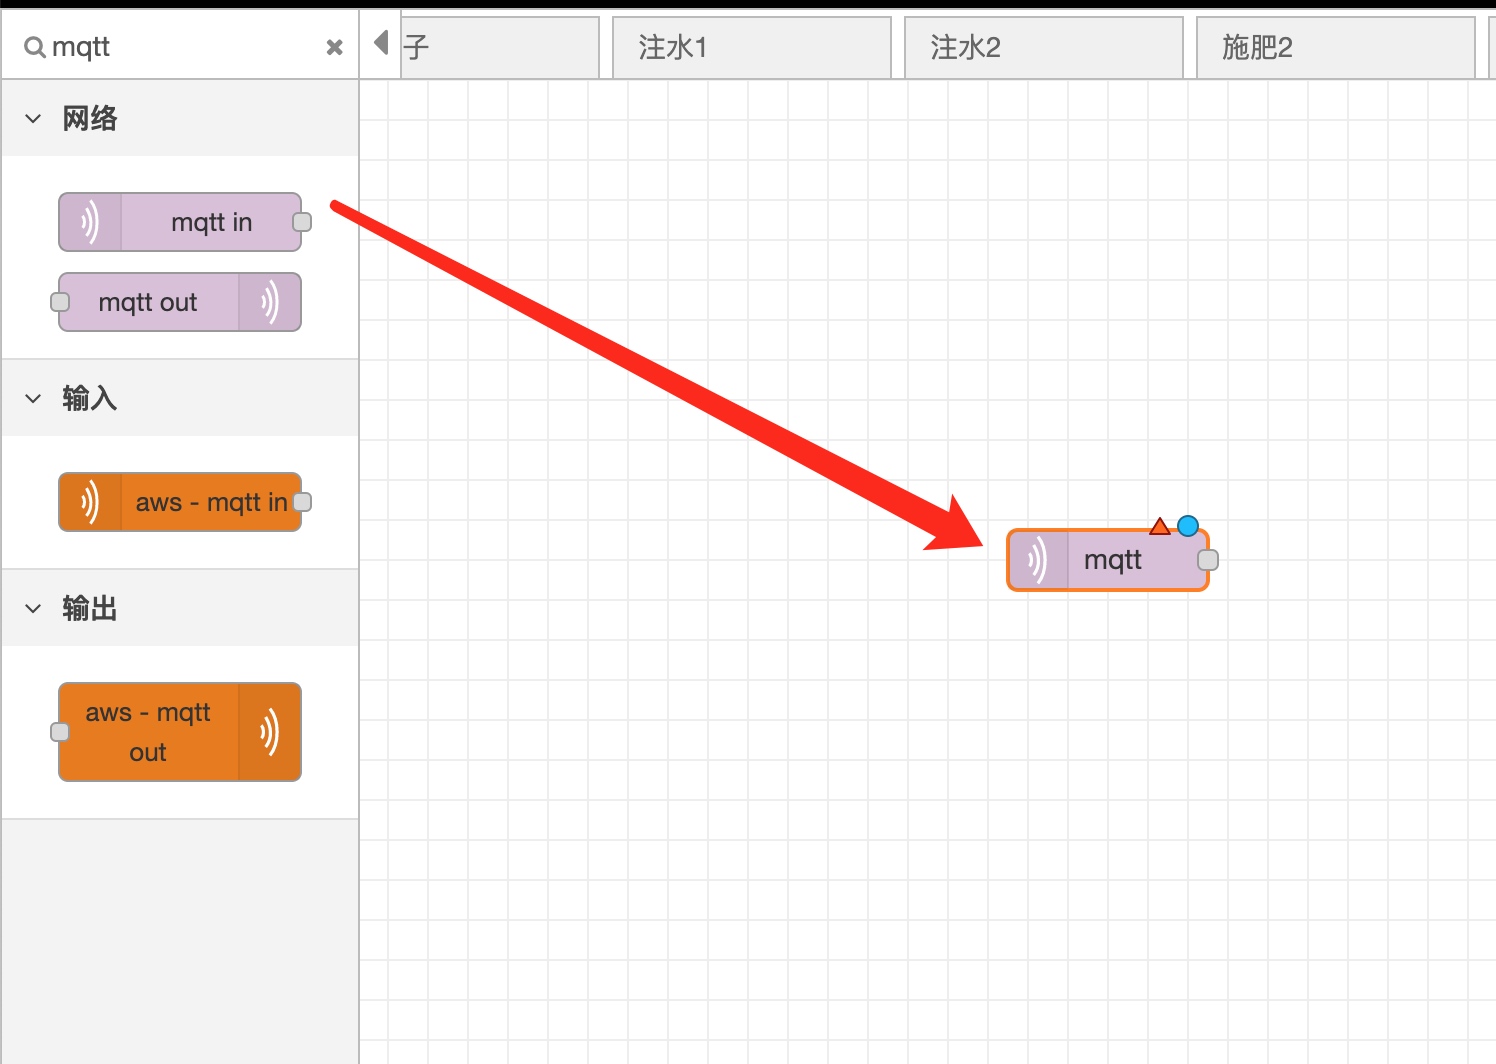 mqtt
子
注水1
注水2
施肥2
网络
mqtt in
mqtt out
输入
aws - mqtt in
输出
aws - mqtt
out
mqtt